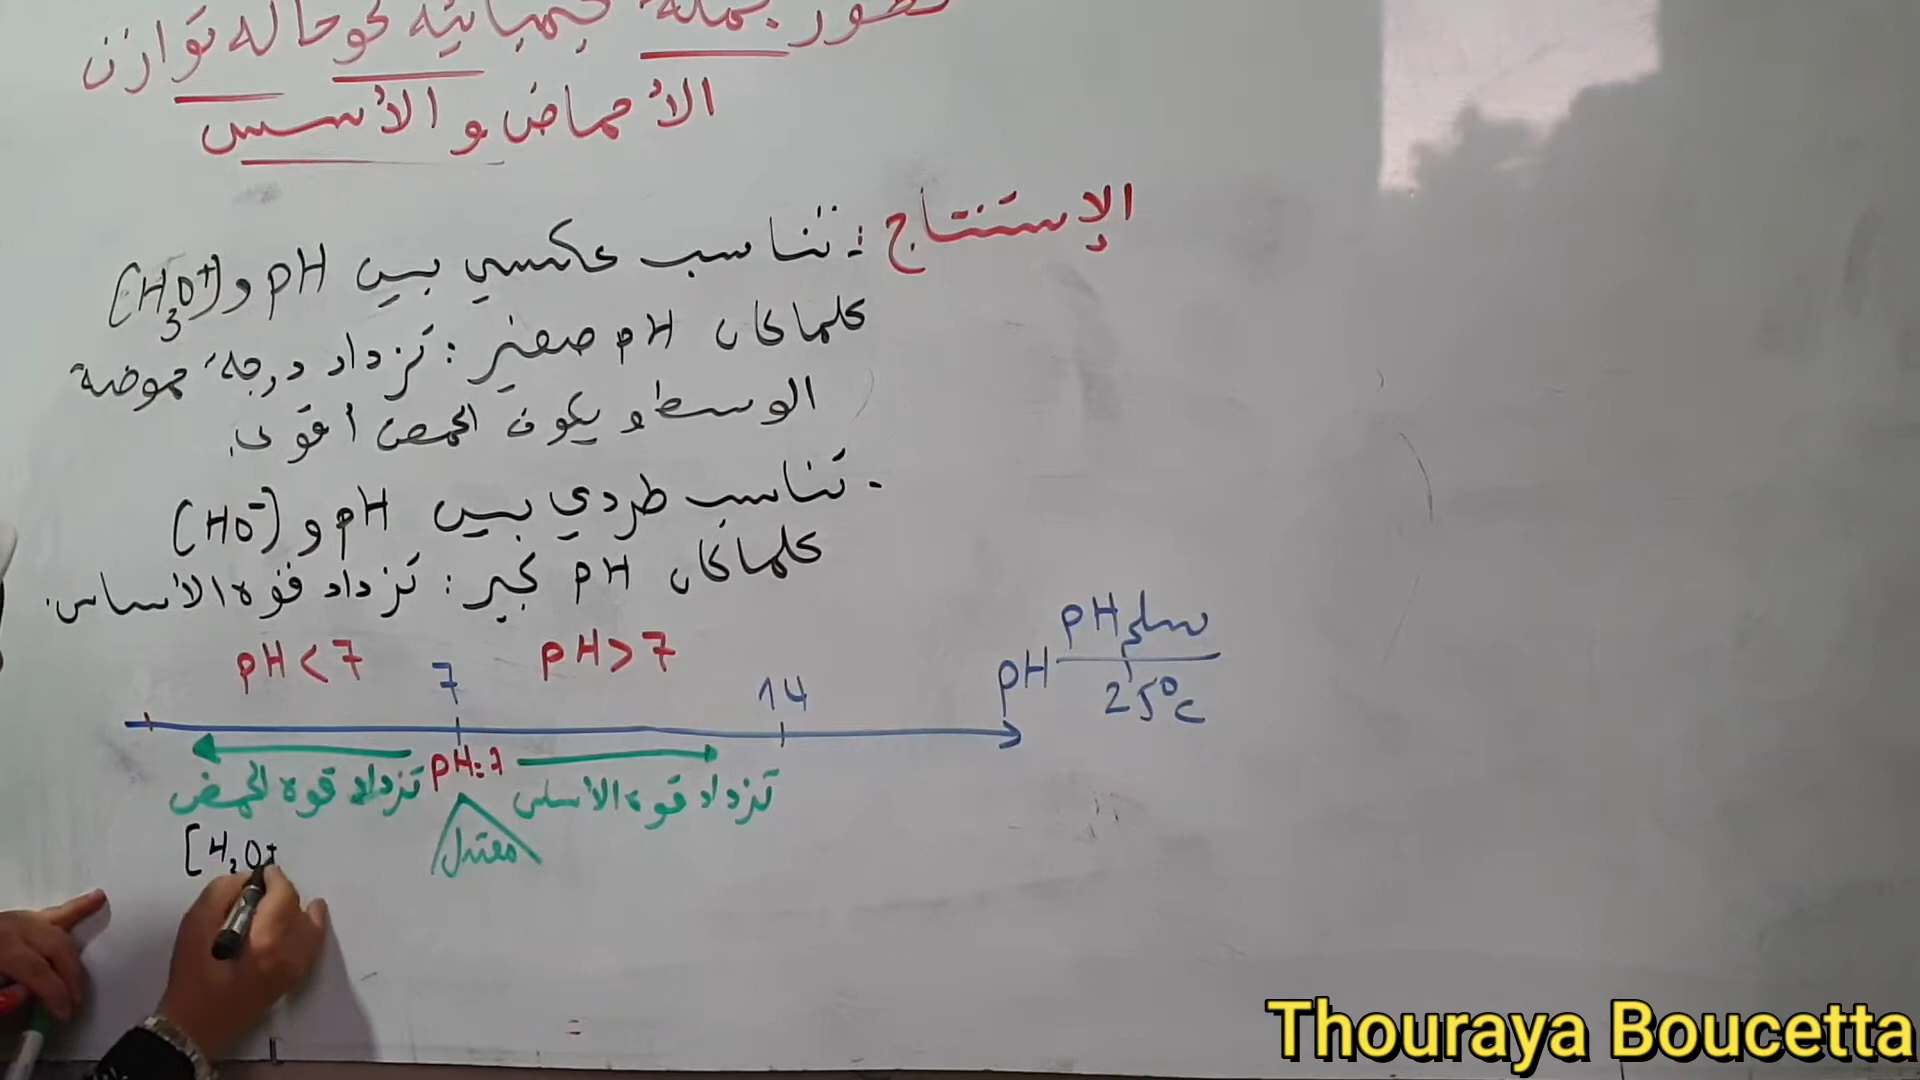 تطور جملة كيميائية نحو حالة توازن
الأحماض و الأسس
الإستنتاج : . تناسب عكسي بين pH و [H3O+]
كلما كان pH صغير : تزداد درجة حموضة
الوسط و يكون الحمض أقوى.
. تناسب طردي بين pH و [HO-]
كلما كان pH كبير : تزداد قوة الأساس.
سلم pH
25°C
pH<7
pH>7
7
14
pH
pH=7
تزداد قوة الأساس
تزداد قوة الحمض
معتدل
[H3O+
Thouraya Boucetta